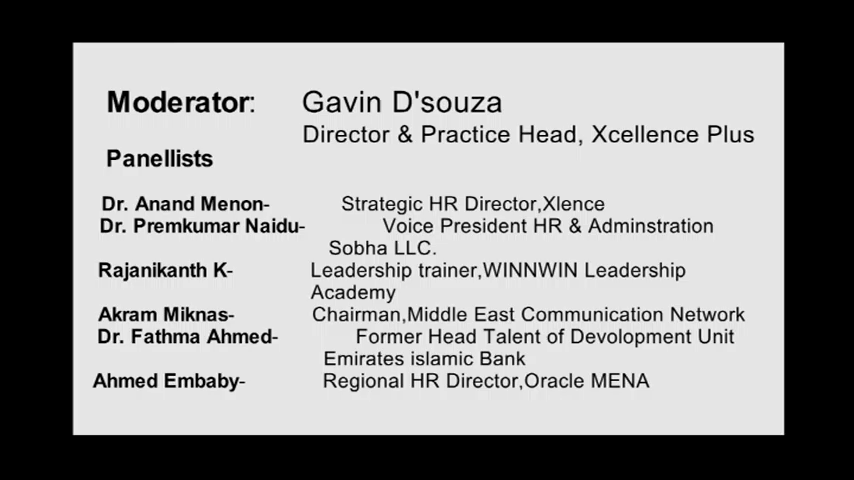 Moderator: Gavin D'souza
Director & Practice Head, Xcellence Plus
Panellists
Dr. Anand Menon- Strategic HR Director,Xlence
Dr. Premkumar Naidu- Voice President HR & Adminstration
Sobha LLC.
Rajanikanth K- Leadership trainer,WINNWIN Leadership
Academy
Akram Miknas- Chairman,Middle East Communication Network
Dr. Fathma Ahmed- Former Head Talent of Devolopment Unit
Emirates islamic Bank
Ahmed Embaby- Regional HR Director,Oracle MENA